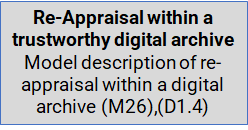 Re-Appraisal within a
trustworthy digital archive
Model description of re-
appraisal within a digital
archive (M26),(D1.4)